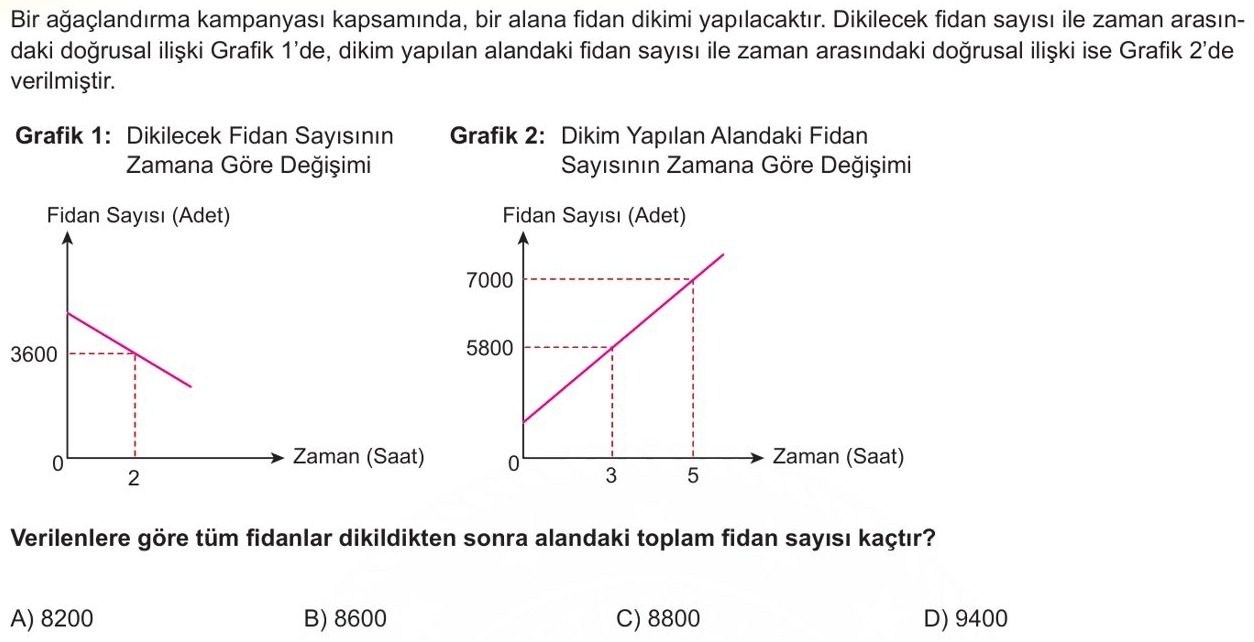 Bir ağaçlandırma kampanyası kapsamında, bir alana fidan dikimi yapılacaktır. Dikilecek fidan sayısı ile zaman arasın-
daki doğrusal ilişki Grafik 1'de, dikim yapılan alandaki fidan sayısı ile zaman arasındaki doğrusal ilişki ise Grafik 2'de
verilmiştir.
Grafik 1: Dikilecek Fidan Sayısının
Zamana Göre Değişimi
Fidan Sayısı (Adet)
3600
0
2
Zaman (Saat)
Grafik 2: Dikim Yapılan Alandaki Fidan
Sayısının Zamana Göre Değişimi
Fidan Sayısı (Adet)
7000
5800
0
3
5
Zaman (Saat)
Verilenlere göre tüm fidanlar dikildikten sonra alandaki toplam fidan sayısı kaçtır?
A) 8200 B) 8600 C) 8800 D) 9400